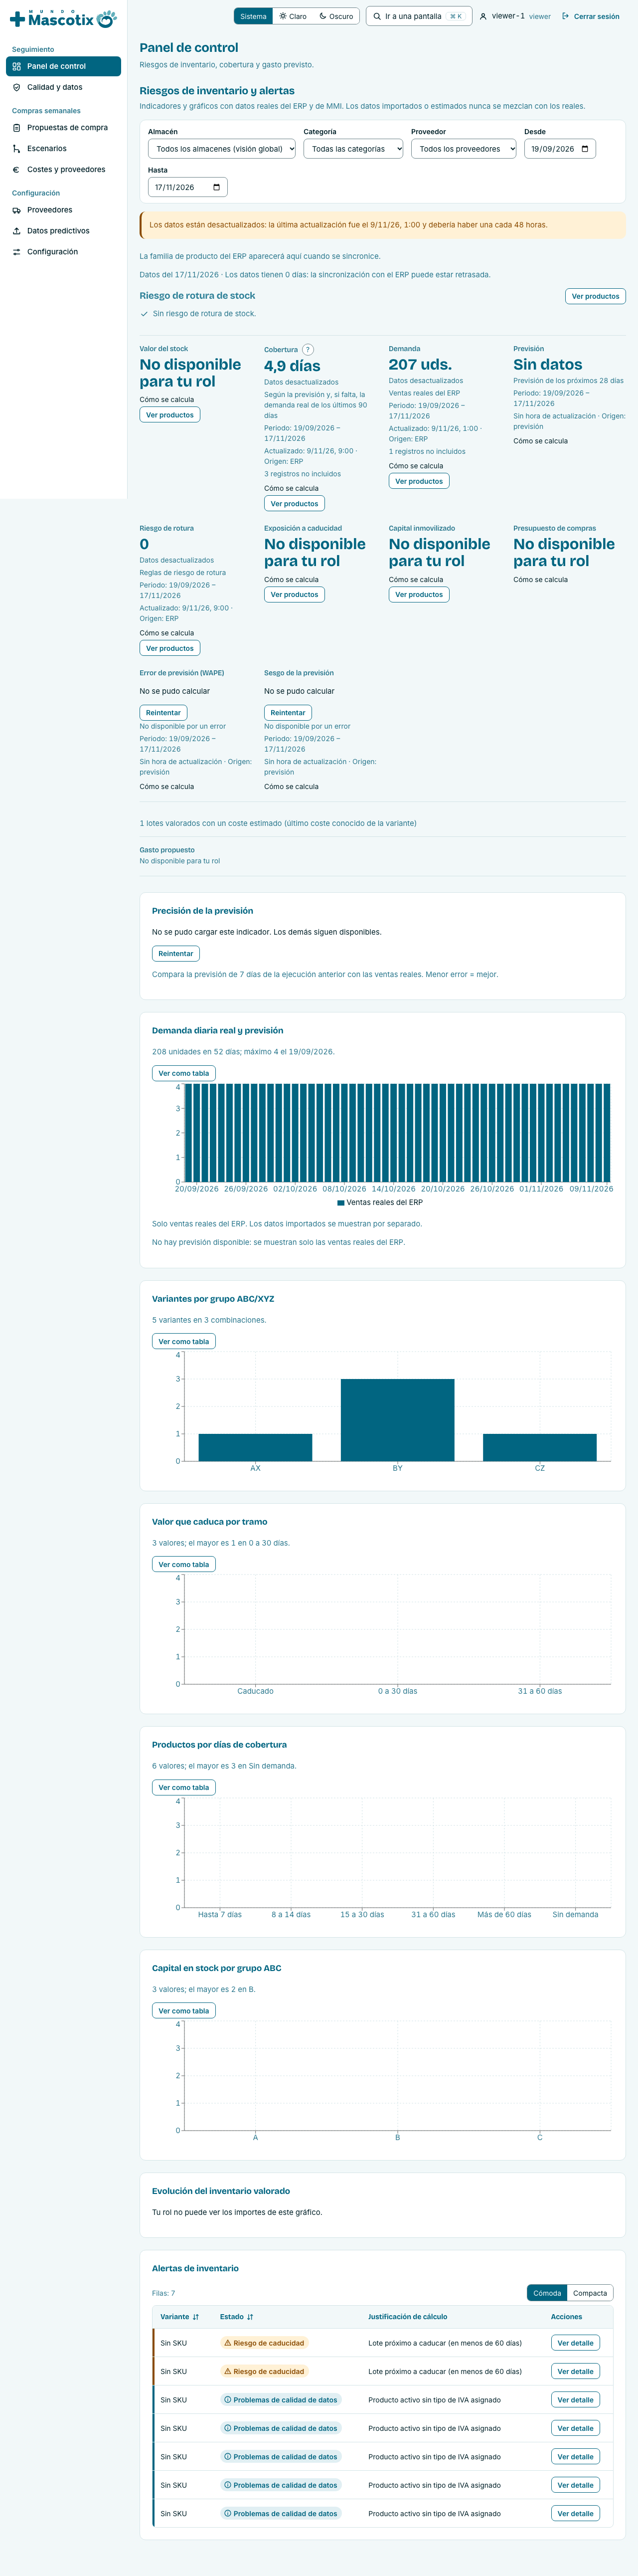 MUNDO
Mascotix
Sistema
Claro
Oscuro
Ir a una pantalla
⌘ K
viewer-1 viewer
Cerrar sesión
Seguimiento
Panel de control
Calidad y datos
Compras semanales
Propuestas de compra
Escenarios
Costes y proveedores
Configuración
Proveedores
Datos predictivos
Configuración
Panel de control
Riesgos de inventario, cobertura y gasto previsto.
Riesgos de inventario y alertas
Indicadores y gráficos con datos reales del ERP y de MMI. Los datos importados o estimados nunca se mezclan con los reales.
Almacén
Todos los almacenes (visión global)
Categoría
Todas las categorías
Proveedor
Todos los proveedores
Desde
19/09/2026
Hasta
17/11/2026
Los datos están desactualizados: la última actualización fue el 9/11/26, 1:00 y debería haber una cada 48 horas.
La familia de producto del ERP aparecerá aquí cuando se sincronice.
Datos del 17/11/2026 · Los datos tienen 0 días: la sincronización con el ERP puede estar retrasada.
Riesgo de rotura de stock
Ver productos
Sin riesgo de rotura de stock.
Valor del stock
No disponible
para tu rol
Cómo se calcula
Ver productos
Cobertura ?
4,9 días
Datos desactualizados
Según la previsión y, si falta, la
demanda real de los últimos 90
días
Periodo: 19/09/2026 –
17/11/2026
Actualizado: 9/11/26, 9:00 ·
Origen: ERP
3 registros no incluidos
Cómo se calcula
Ver productos
Demanda
207 uds.
Datos desactualizados
Ventas reales del ERP
Periodo: 19/09/2026 –
17/11/2026
Actualizado: 9/11/26, 1:00 ·
Origen: ERP
1 registros no incluidos
Cómo se calcula
Ver productos
Previsión
Sin datos
Previsión de los próximos 28 días
Periodo: 19/09/2026 –
17/11/2026
Sin hora de actualización · Origen:
previsión
Cómo se calcula
Riesgo de rotura
0
Datos desactualizados
Reglas de riesgo de rotura
Periodo: 19/09/2026 –
17/11/2026
Actualizado: 9/11/26, 9:00 ·
Origen: ERP
Cómo se calcula
Ver productos
Exposición a caducidad
No disponible
para tu rol
Cómo se calcula
Ver productos
Capital inmovilizado
No disponible
para tu rol
Cómo se calcula
Ver productos
Presupuesto de compras
No disponible
para tu rol
Cómo se calcula
Error de previsión (WAPE)
No se pudo calcular
Reintentar
No disponible por un error
Periodo: 19/09/2026 –
17/11/2026
Sin hora de actualización · Origen:
previsión
Cómo se calcula
Sesgo de la previsión
No se pudo calcular
Reintentar
No disponible por un error
Periodo: 19/09/2026 –
17/11/2026
Sin hora de actualización · Origen:
previsión
Cómo se calcula
1 lotes valorados con un coste estimado (último coste conocido de la variante)
Gasto propuesto
No disponible para tu rol
Precisión de la previsión
No se pudo cargar este indicador. Los demás siguen disponibles.
Reintentar
Compara la previsión de 7 días de la ejecución anterior con las ventas reales. Menor error = mejor.
Demanda diaria real y previsión
208 unidades en 52 días; máximo 4 el 19/09/2026.
Ver como tabla
4
3
2
1
0
20/09/2026 26/09/2026 02/10/2026 08/10/2026 14/10/2026 20/10/2026 26/10/2026 01/11/2026 09/11/2026
Ventas reales del ERP
Solo ventas reales del ERP. Los datos importados se muestran por separado.
No hay previsión disponible: se muestran solo las ventas reales del ERP.
Variantes por grupo ABC/XYZ
5 variantes en 3 combinaciones.
Ver como tabla
4
3
2
1
0
AX BY CZ
Valor que caduca por tramo
3 valores; el mayor es 1 en 0 a 30 días.
Ver como tabla
4
3
2
1
0
Caducado 0 a 30 días 31 a 60 días
Productos por días de cobertura
6 valores; el mayor es 3 en Sin demanda.
Ver como tabla
4
3
2
1
0
Hasta 7 días 8 a 14 días 15 a 30 días 31 a 60 días Más de 60 días Sin demanda
Capital en stock por grupo ABC
3 valores; el mayor es 2 en B.
Ver como tabla
4
3
2
1
0
A B C
Evolución del inventario valorado
Tu rol no puede ver los importes de este gráfico.
Alertas de inventario
Filas: 7
Cómoda Compacta
Variante Estado Justificación de cálculo Acciones
Sin SKU Riesgo de caducidad Lote próximo a caducar (en menos de 60 días) Ver detalle
Sin SKU Riesgo de caducidad Lote próximo a caducar (en menos de 60 días) Ver detalle
Sin SKU Problemas de calidad de datos Producto activo sin tipo de IVA asignado Ver detalle
Sin SKU Problemas de calidad de datos Producto activo sin tipo de IVA asignado Ver detalle
Sin SKU Problemas de calidad de datos Producto activo sin tipo de IVA asignado Ver detalle
Sin SKU Problemas de calidad de datos Producto activo sin tipo de IVA asignado Ver detalle
Sin SKU Problemas de calidad de datos Producto activo sin tipo de IVA asignado Ver detalle